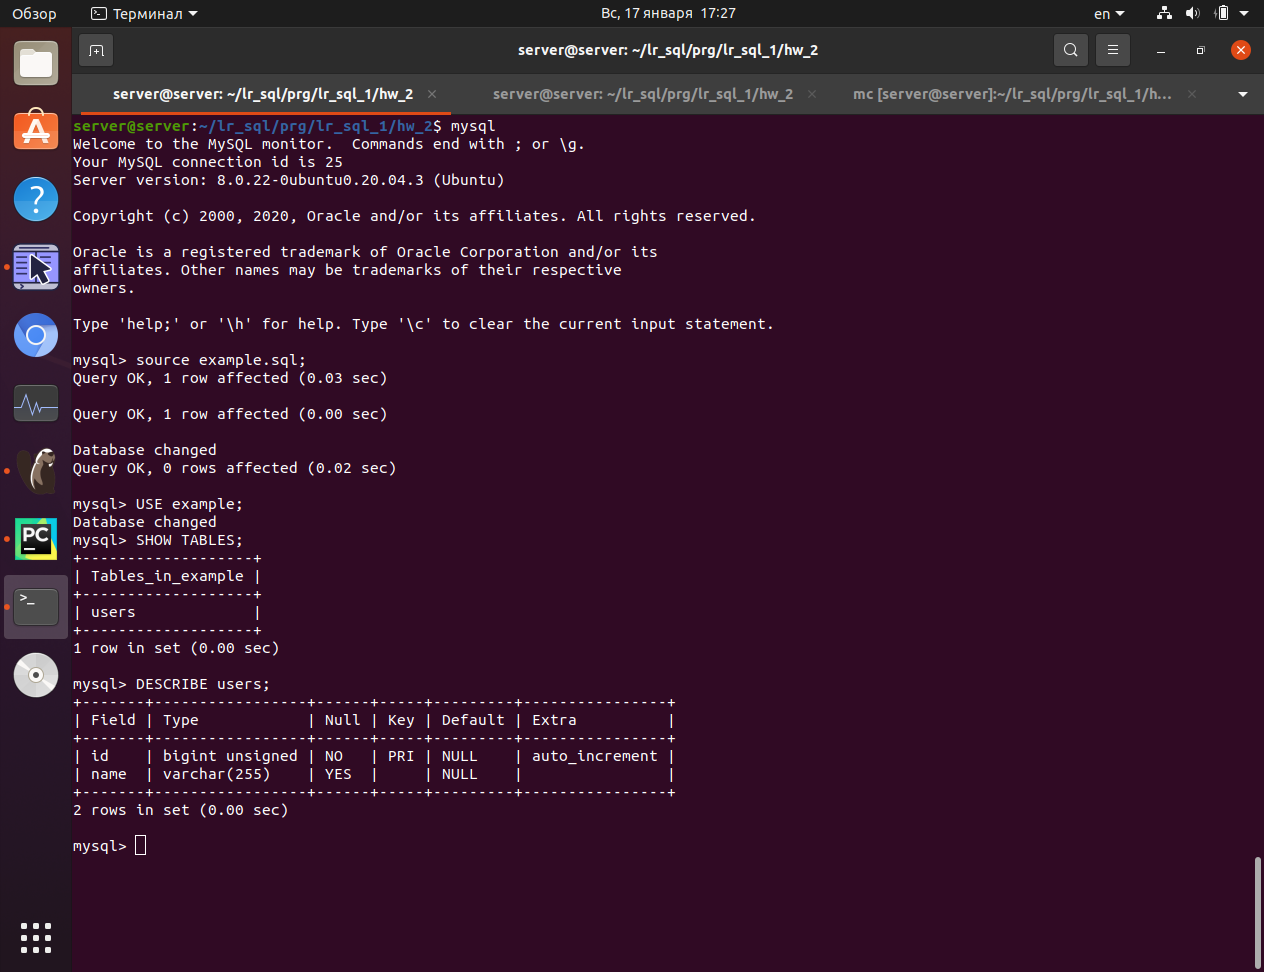 Обзор
Терминал
Вс, 17 января 17:27
en
server@server: ~/lr_sql/prg/lr_sql_1/hw_2
server@server: ~/lr_sql/prg/lr_sql_1/hw_2
server@server: ~/lr_sql/prg/lr_sql_1/hw_2
mc [server@server]:~/lr_sql/prg/lr_sql_1/h...
server@server:~/lr_sql/prg/lr_sql_1/hw_2$ mysql
Welcome to the MySQL monitor.  Commands end with ; or \g.
Your MySQL connection id is 25
Server version: 8.0.22-0ubuntu0.20.04.3 (Ubuntu)
Copyright (c) 2000, 2020, Oracle and/or its affiliates. All rights reserved.
Oracle is a registered trademark of Oracle Corporation and/or its
affiliates. Other names may be trademarks of their respective
owners.
Type 'help;' or '\h' for help. Type '\c' to clear the current input statement.
mysql> source example.sql;
Query OK, 1 row affected (0.03 sec)
Query OK, 1 row affected (0.00 sec)
Database changed
Query OK, 0 rows affected (0.02 sec)
mysql> USE example;
Database changed
mysql> SHOW TABLES;
+-------------------+
| Tables_in_example |
+-------------------+
| users             |
+-------------------+
1 row in set (0.00 sec)
mysql> DESCRIBE users;
+-------+-----------------+------+-----+---------+----------------+
| Field | Type            | Null | Key | Default | Extra          |
+-------+-----------------+------+-----+---------+----------------+
| id    | bigint unsigned | NO   | PRI | NULL    | auto_increment |
| name  | varchar(255)    | YES  |     | NULL    |                |
+-------+-----------------+------+-----+---------+----------------+
2 rows in set (0.00 sec)
mysql>
PC
>_